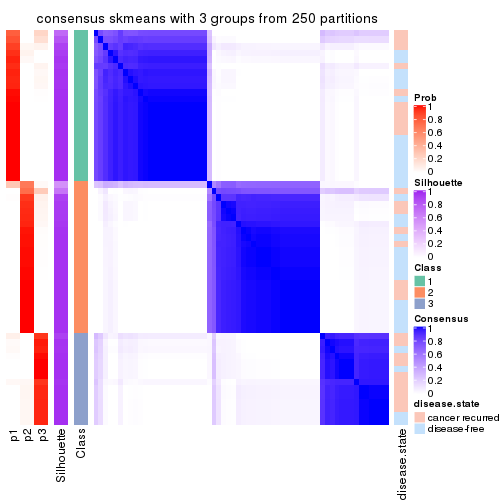 consensus skmeans with 3 groups from 250 partitions
Prob
1
0.8
0.6
0.4
0.2
0
Silhouette
1
0.8
0.6
0.4
0.2
0
Class
1
2
3
Consensus
1
0.8
0.6
0.4
0.2
0
disease.state
cancer recurred
disease-free
p1
p2
p3
Silhouette
Class
disease.state